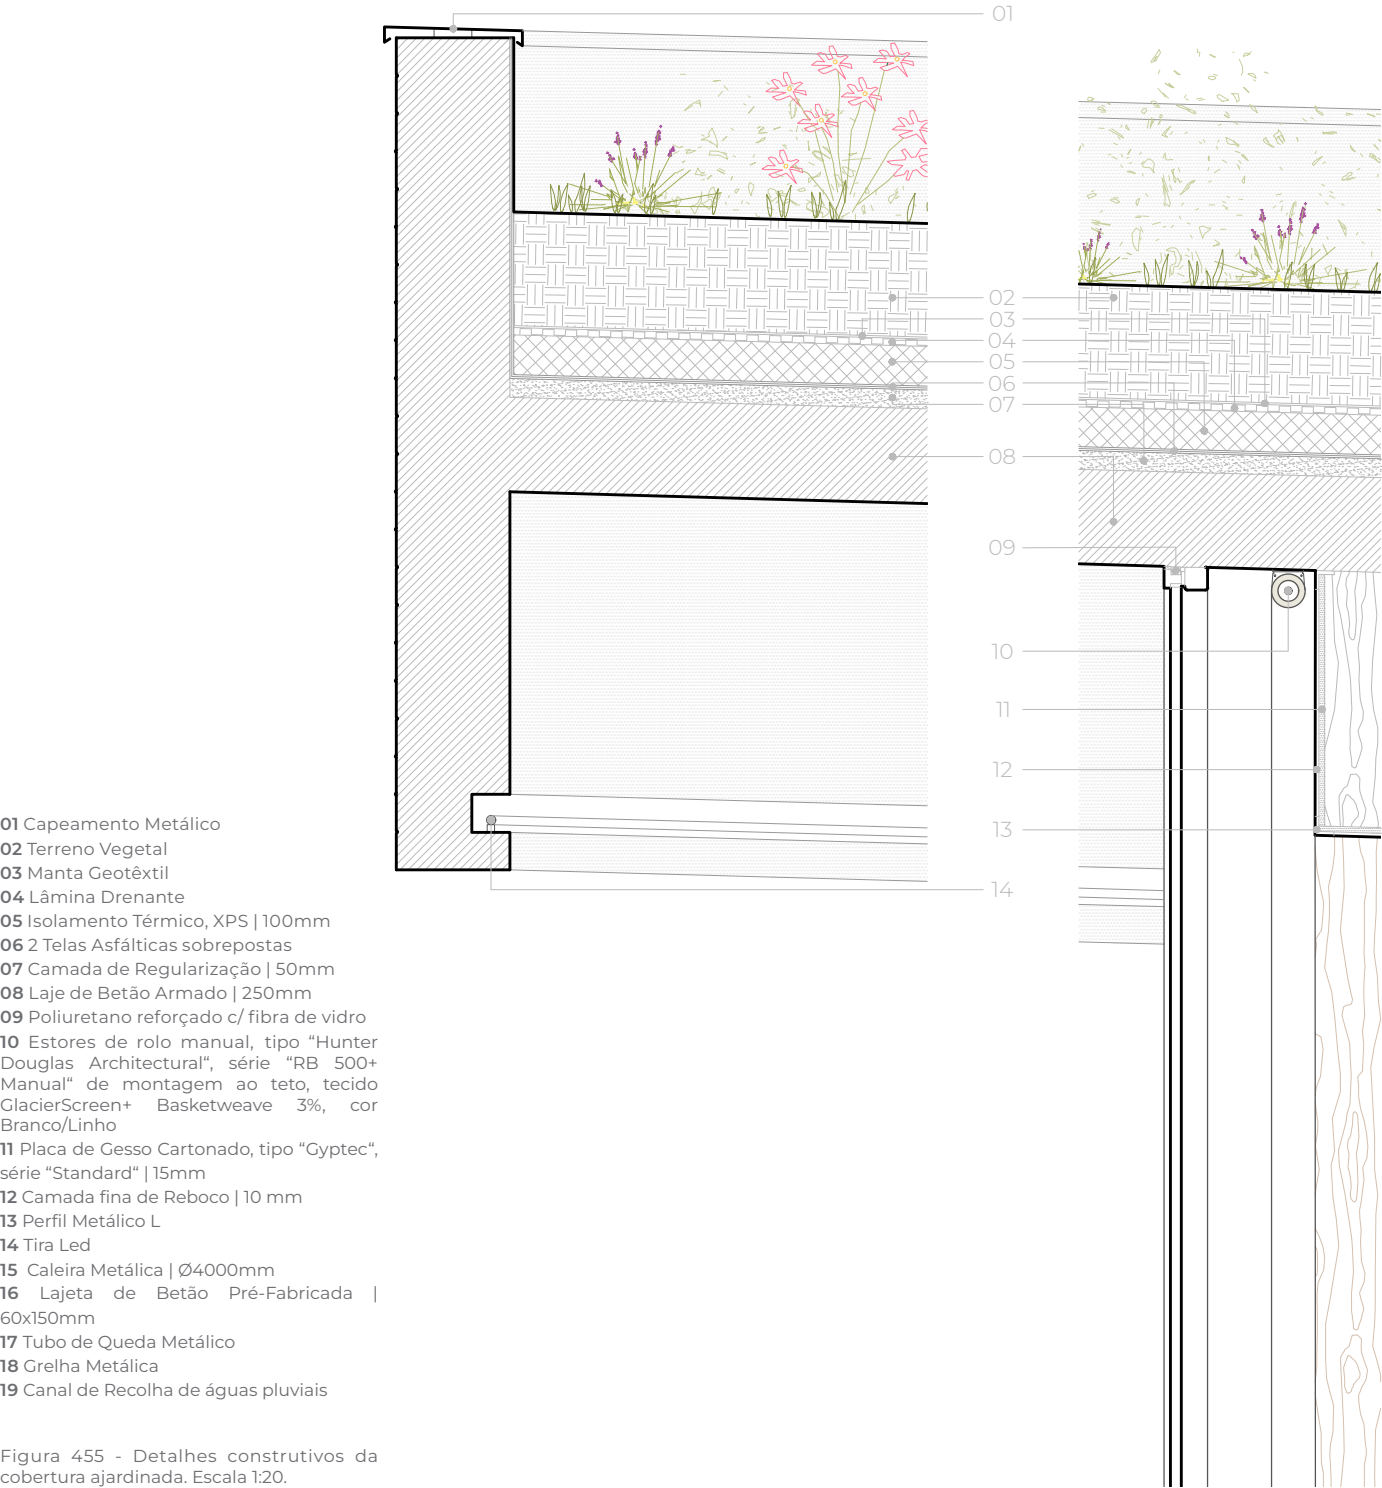 01
02
03
04
05
06
07
08
09
10
11
12
13
14
01 Capeamento Metálico
02 Terreno Vegetal
03 Manta Geotêxtil
04 Lâmina Drenante
05 Isolamento Térmico, XPS | 100mm
06 2 Telas Asfálticas sobrepostas
07 Camada de Regularização | 50mm
08 Laje de Betão Armado | 250mm
09 Poliuretano reforçado c/ fibra de vidro
10 Estores de rolo manual, tipo “Hunter
Douglas Architectural“, série “RB 500+
Manual“ de montagem ao teto, tecido
GlacierScreen+ Basketweave 3%, cor
Branco/Linho
11 Placa de Gesso Cartonado, tipo “Gyptec“,
série “Standard“ | 15mm
12 Camada fina de Reboco | 10 mm
13 Perfil Metálico L
14 Tira Led
15 Caleira Metálica | Ø4000mm
16 Lajeta de Betão Pré-Fabricada |
60x150mm
17 Tubo de Queda Metálico
18 Grelha Metálica
19 Canal de Recolha de águas pluviais
Figura 455 - Detalhes construtivos da
cobertura ajardinada. Escala 1:20.